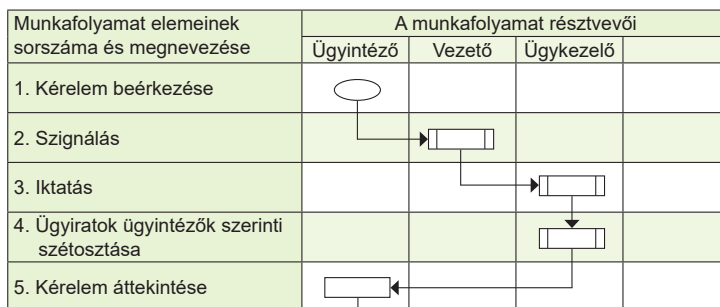 Munkafolyamat elemeinek
sorszáma és megnevezése
A munkafolyamat résztvevői
Ügyintéző
Vezető
Ügykezelő
1. Kérelem beérkezése
2. Szignálás
3. Iktatás
4. Ügyiratok ügyintézők szerinti
szétosztása
5. Kérelem áttekintése